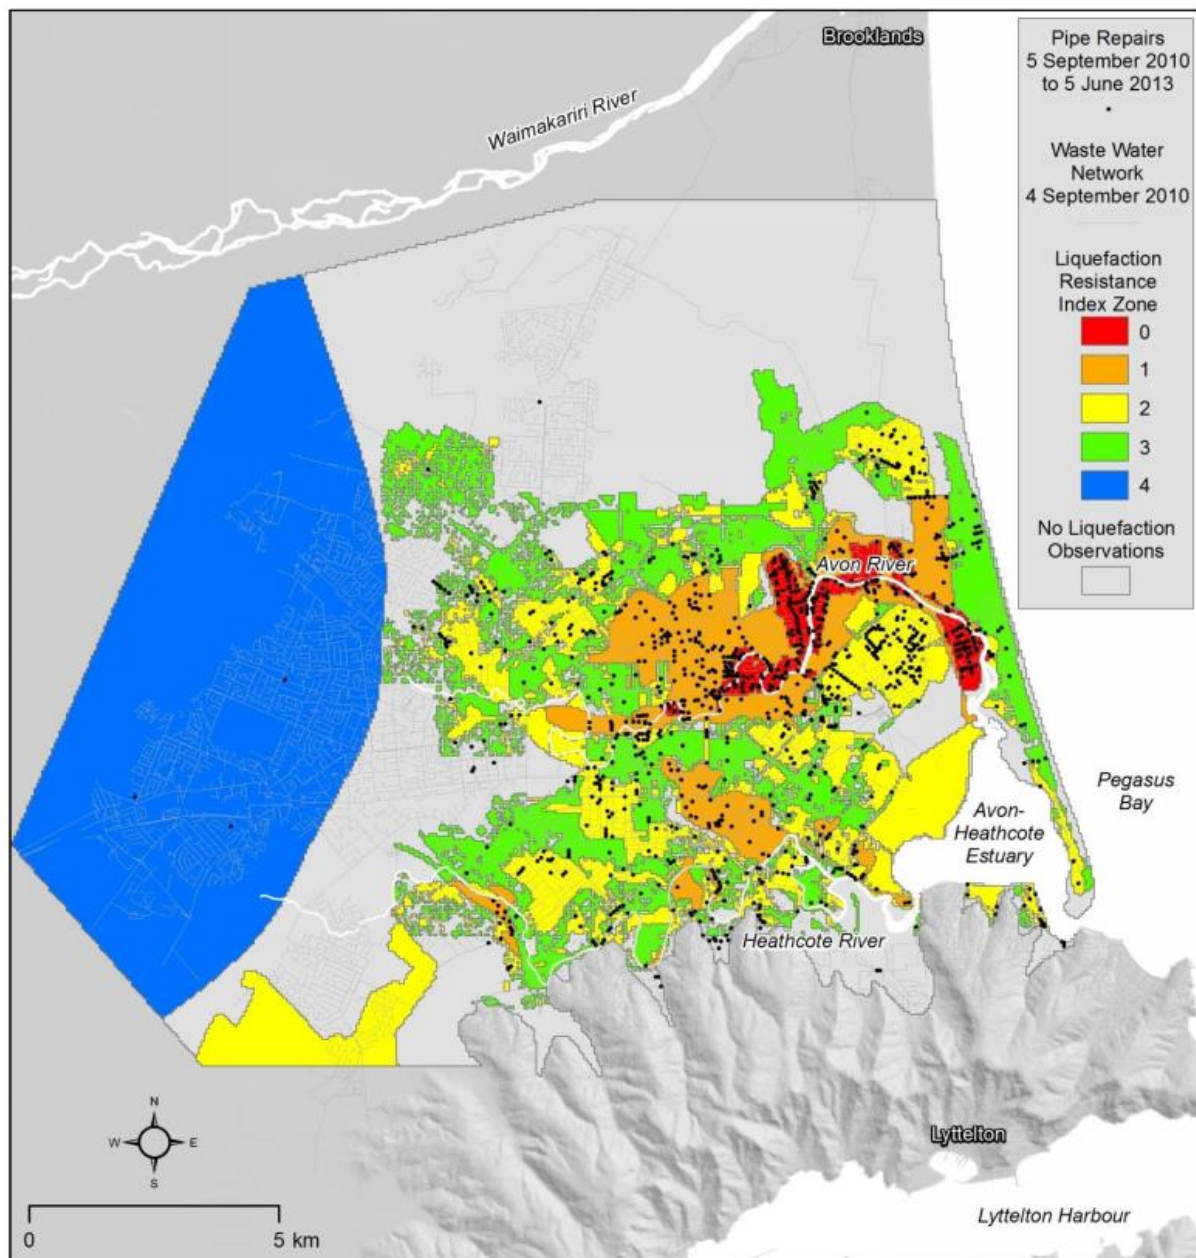 Brooklands
Waimakariri River
Pipe Repairs
5 September 2010
to 5 June 2013
Waste Water
Network
4 September 2010
Liquefaction
Resistance
Index Zone
0
1
2
3
4
No Liquefaction
Observations
Avon River
Pegasus
Bay
Avon-
Heathcote
Estuary
Heathcote River
N
W E
S
Lyttelton
0 5 km
Lyttelton Harbour